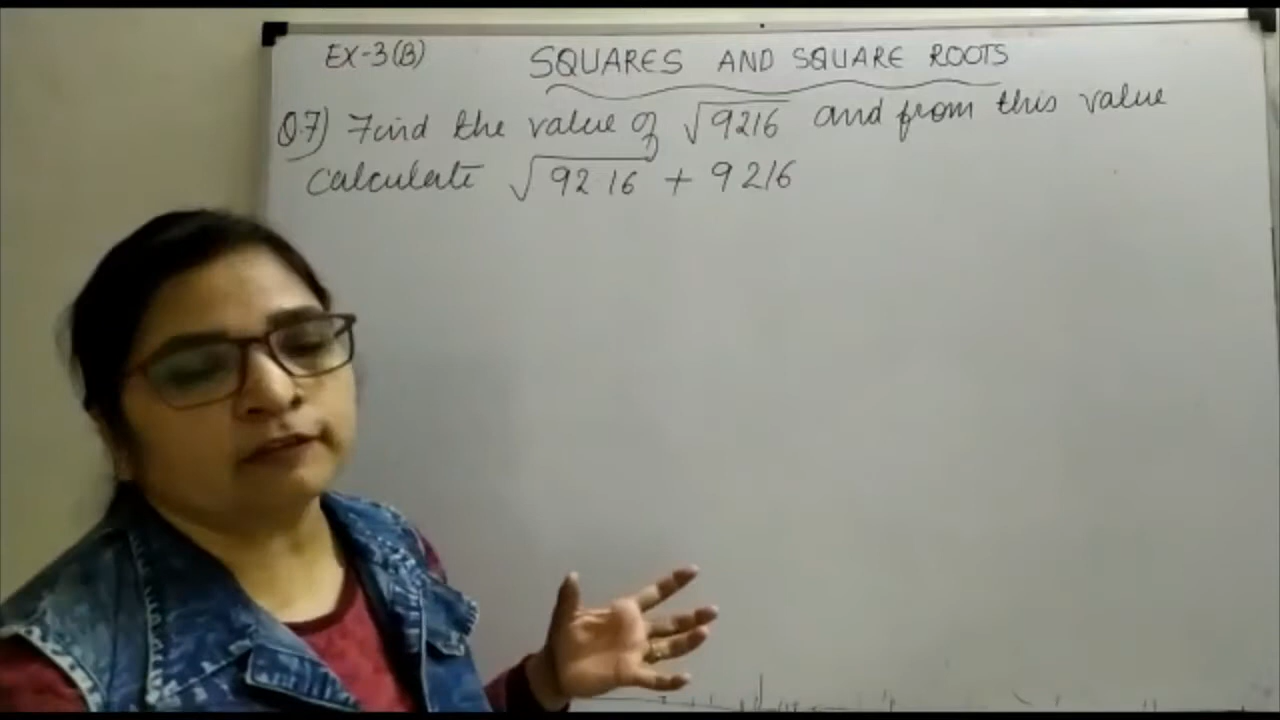 EX-3(B) SQUARES AND SQUARE ROOTS
Q.7) Find the value of √9216 and from this value
calculate √92.16 + 9216